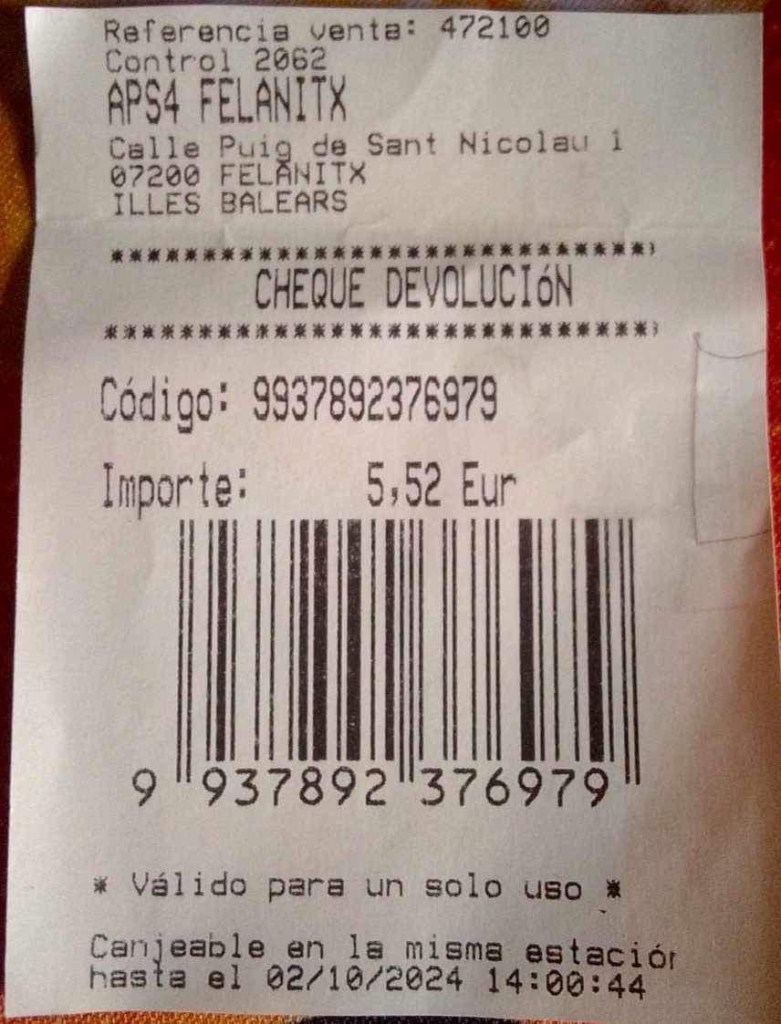 Referencia venta: 472100
Control 2062
APS4 FELANITX
Calle Puig de Sant Nicolau 1
07200 FELANITX
ILLES BALEARS
******************************)
CHEQUE DEVOLUCIóN
******************************)
Código: 9937892376979
Importe: 5,52 Eur
9 937892 376979
* Válido para un solo uso *
Canjeable en la misma estación
hasta el 02/10/2024 14:00:44